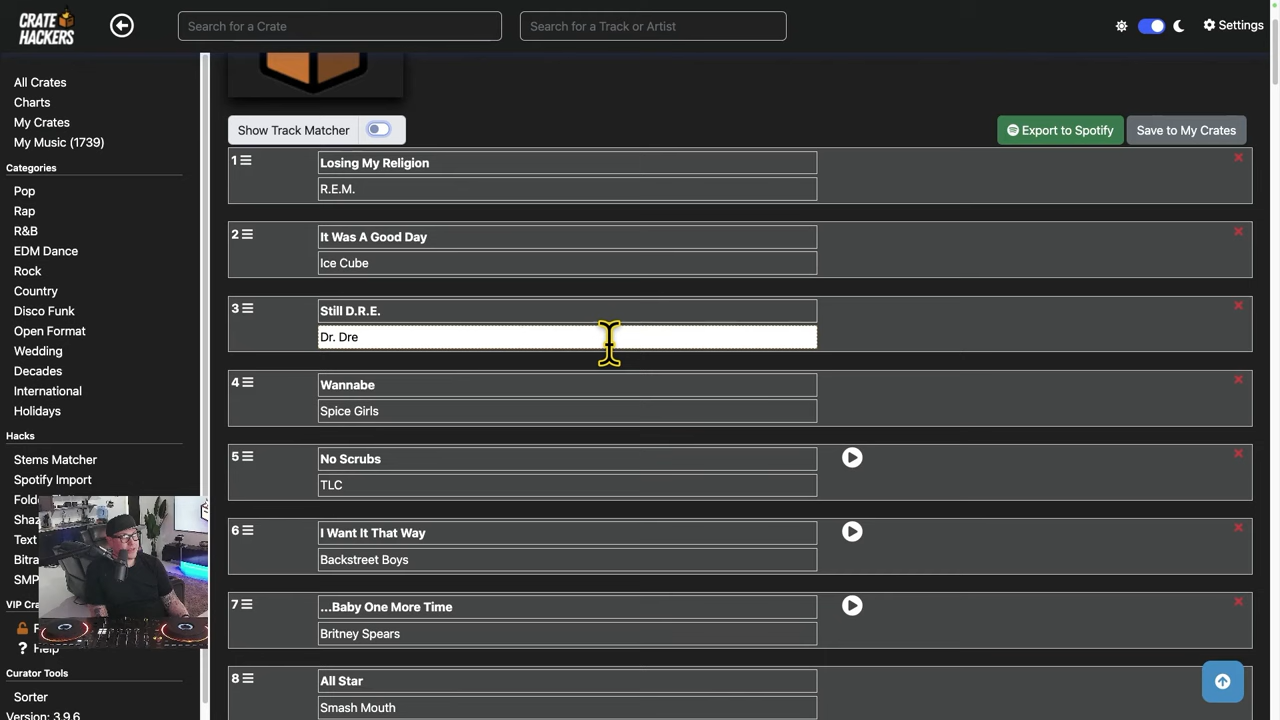 CRATE
HACKERS
Search for a Crate
Search for a Track or Artist
Settings
All Crates
Charts
My Crates
My Music (1739)
Categories
Pop
Rap
R&B
EDM Dance
Rock
Country
Disco Funk
Open Format
Wedding
Decades
International
Holidays
Hacks
Stems Matcher
Spotify Import
Shaz
Text
Bitra
SMP
? Help
Curator Tools
Sorter
Version: 3.9.6
Show Track Matcher
Export to Spotify
Save to My Crates
1
Losing My Religion
R.E.M.
2
It Was A Good Day
Ice Cube
3
Still D.R.E.
Dr. Dre
4
Wannabe
Spice Girls
5
No Scrubs
TLC
6
I Want It That Way
Backstreet Boys
7
...Baby One More Time
Britney Spears
8
All Star
Smash Mouth